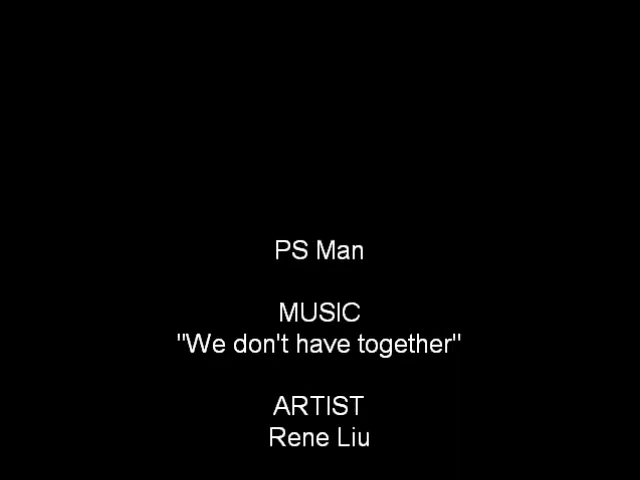 PS Man
MUSIC
"We don't have together"
ARTIST
Rene Liu